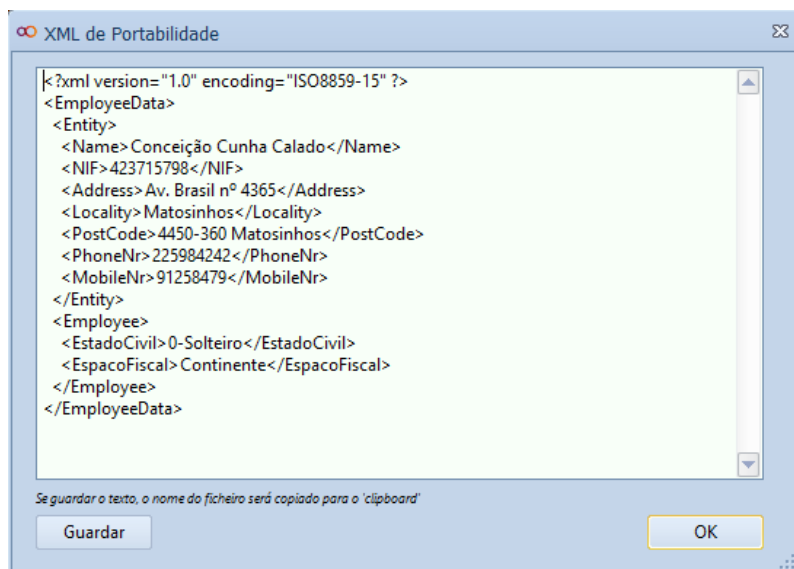 XML de Portabilidade
<?xml version="1.0" encoding="ISO8859-15" ?>
<EmployeeData>
<Entity>
<Name>Conceição Cunha Calado</Name>
<NIF>423715798</NIF>
<Address>Av. Brasil nº 4365</Address>
<Locality>Matosinhos</Locality>
<PostCode>4450-360 Matosinhos</PostCode>
<PhoneNr>225984242</PhoneNr>
<MobileNr>91258479</MobileNr>
</Entity>
<Employee>
<EstadoCivil>0-Solteiro</EstadoCivil>
<EspacoFiscal>Continente</EspacoFiscal>
</Employee>
</EmployeeData>
Se guardar o texto, o nome do ficheiro será copiado para o 'clipboard'
Guardar OK